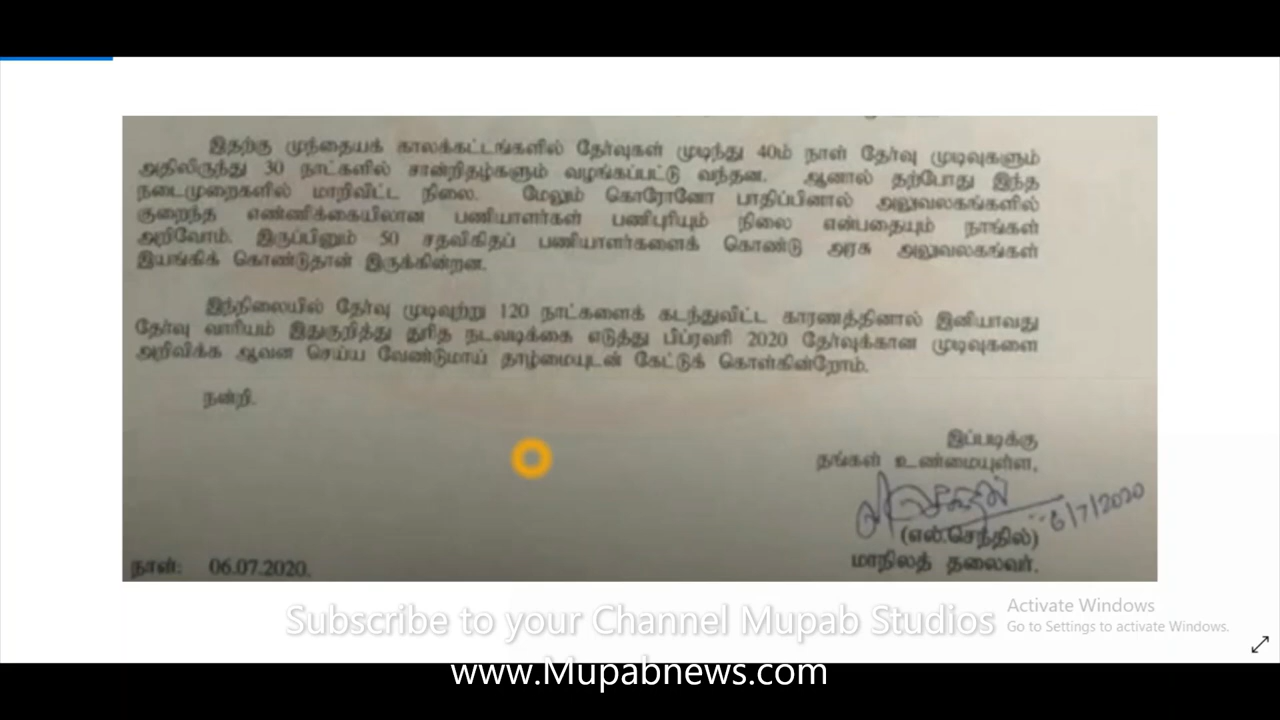 இதற்கு முந்தையக் காலக்கட்டங்களில் தேர்வுகள் முடிந்து 40ம் நாள் தேர்வு முடிவுகளும்
அதிலிருந்து 30 நாட்களில் சான்றிதழ்களும் வழங்கப்பட்டு வந்தன. ஆனால் தற்போது இந்த
நடைமுறைகளில் மாறிவிட்ட நிலை. மேலும் கொரோனோ பாதிப்பினால் அலுவலகங்களில்
குறைந்த எண்ணிக்கையிலான பணியாளர்கள் பணிபுரியும் நிலை என்பதையும் நாங்கள்
அறிவோம். இருப்பினும் 50 சதவிகிதப் பணியாளர்களைக் கொண்டு அரசு அலுவலகங்கள்
இயங்கிக் கொண்டுதான் இருக்கின்றன.
இந்நிலையில் தேர்வு முடிவுற்று 120 நாட்களைக் கடந்துவிட்ட காரணத்தினால் இனியாவது
தேர்வு வாரியம் இதுகுறித்து துரித நடவடிக்கை எடுத்து பிப்ரவரி 2020 தேர்வுக்கான முடிவுகளை
அறிவிக்க ஆவன செய்ய வேண்டுமாய் தாழ்மையுடன் கேட்டுக் கொள்கின்றோம்.
நன்றி.
இப்படிக்கு
தங்கள் உண்மையுள்ள,
6/7/2020
(எல்.செந்தில்)
மாநிலத் தலைவர்.
நாள்: 06.07.2020.
Subscribe to your Channel Mupab Studios
Activate Windows
Go to Settings to activate Windows.
www.Mupabnews.com